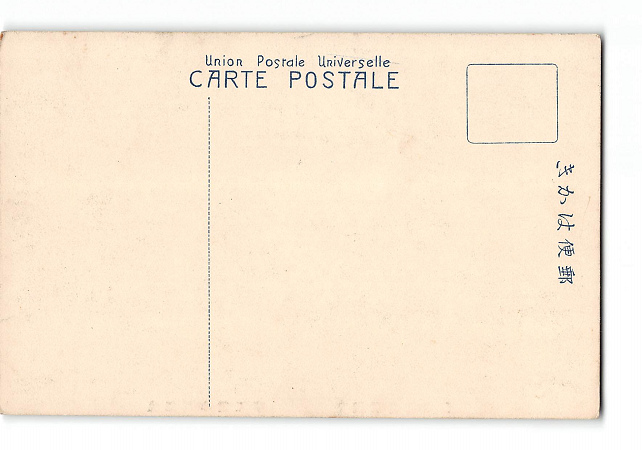 Union Postale Universelle
CARTE POSTALE
郵便はかき